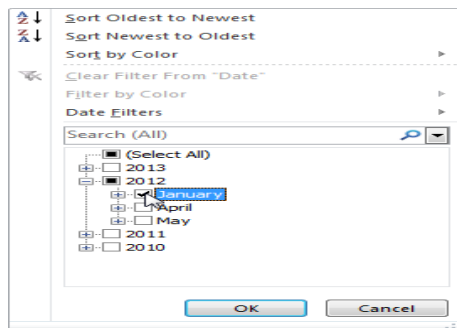 Sort Oldest to Newest
Sort Newest to Oldest
Sort by Color
Clear Filter From "Date"
Filter by Color
Date Filters
Search (All)
(Select All)
2013
2012
January
April
May
2011
2010
OK Cancel